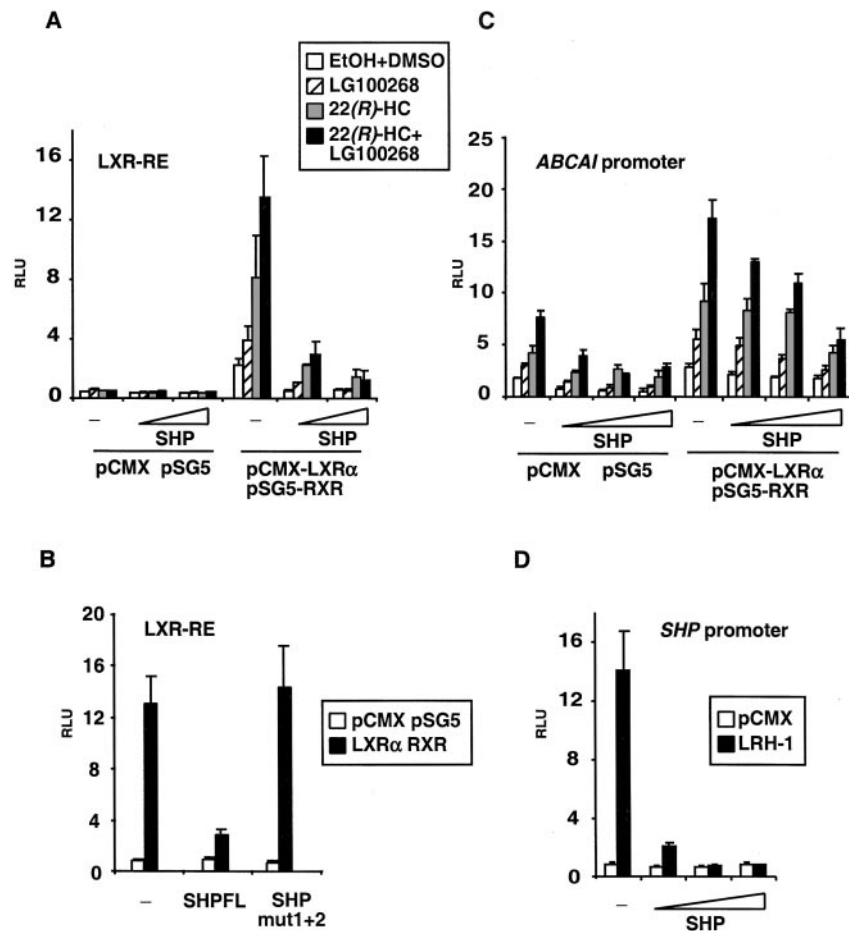 A
EtOH+DMSO
LG100268
22(R)-HC
22(R)-HC+
LG100268
LXR-RE
RLU
16
12
8
4
0
–
SHP
–
SHP
pCMX pSG5
pCMX-LXRα
pSG5-RXR
C
ABCAI promoter
RLU
25
20
15
10
5
0
–
SHP
–
SHP
pCMX pSG5
pCMX-LXRα
pSG5-RXR
B
LXR-RE
RLU
20
16
12
8
4
0
pCMX pSG5
LXRα RXR
–
SHPFL
SHP
mut1+2
D
SHP promoter
RLU
16
12
8
4
0
pCMX
LRH-1
–
SHP